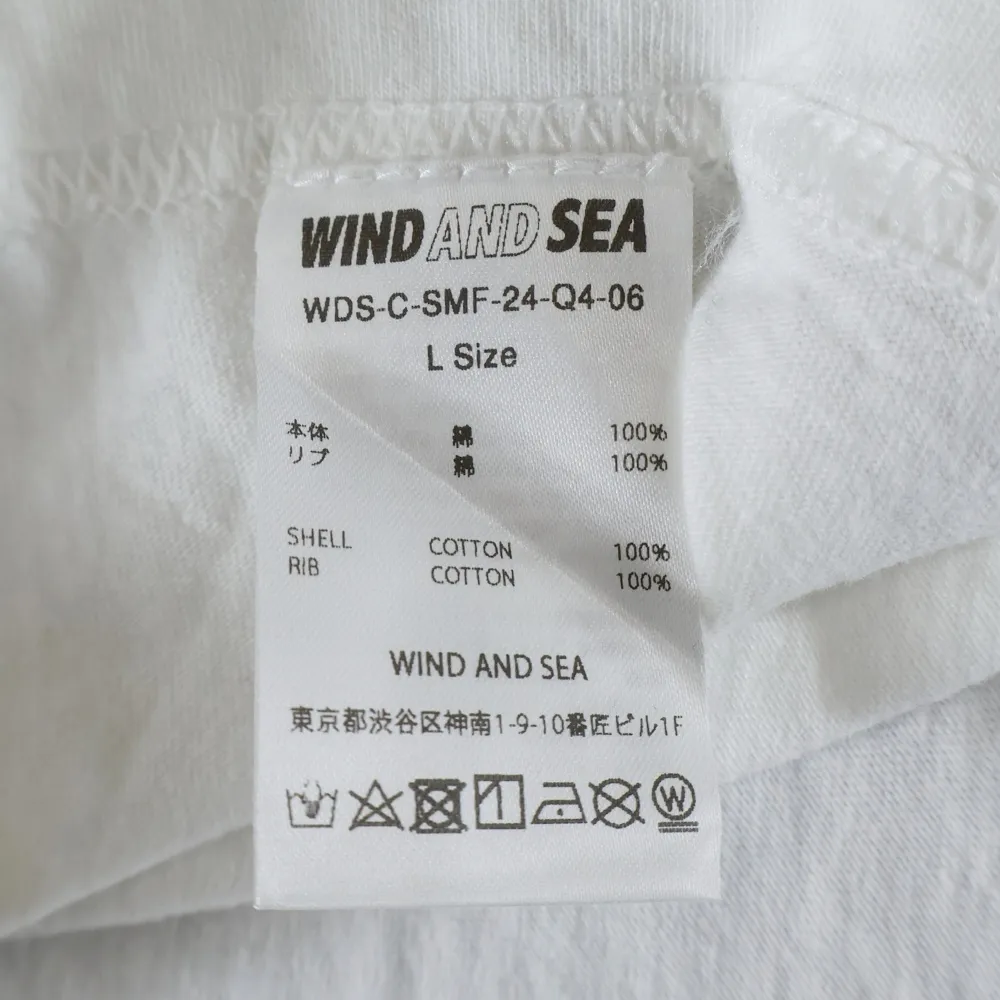 WIND AND SEA
WDS-C-SMF-24-Q4-06
L Size
本体 綿 100%
リブ 綿 100%
SHELL COTTON 100%
RIB COTTON 100%
WIND AND SEA
東京都渋谷区神南1-9-10番匠ビル1F
W